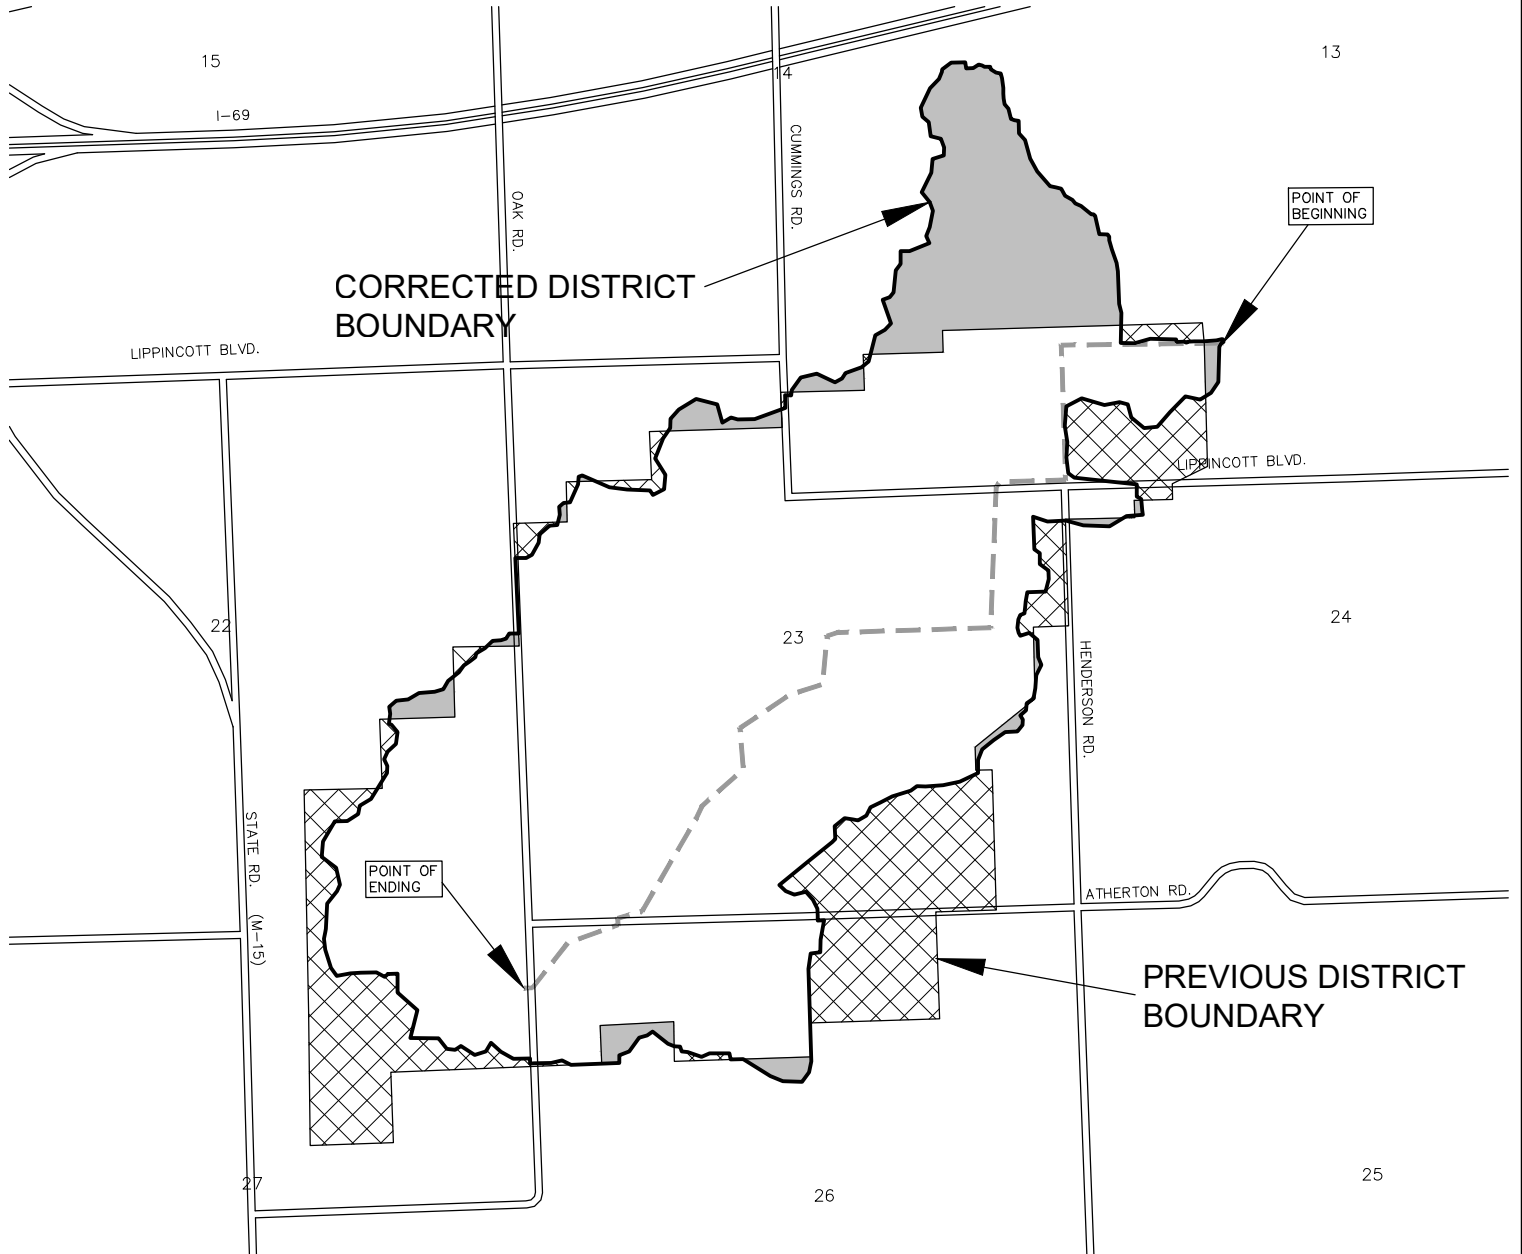 15
14
13
I-69
CUMMINGS RD.
OAK RD.
POINT OF
BEGINNING
CORRECTED DISTRICT
BOUNDARY
LIPPINCOTT BLVD.
LIPPINCOTT BLVD.
22
23
24
HENDERSON RD.
STATE RD. (M-15)
POINT OF
ENDING
ATHERTON RD.
PREVIOUS DISTRICT
BOUNDARY
27
26
25